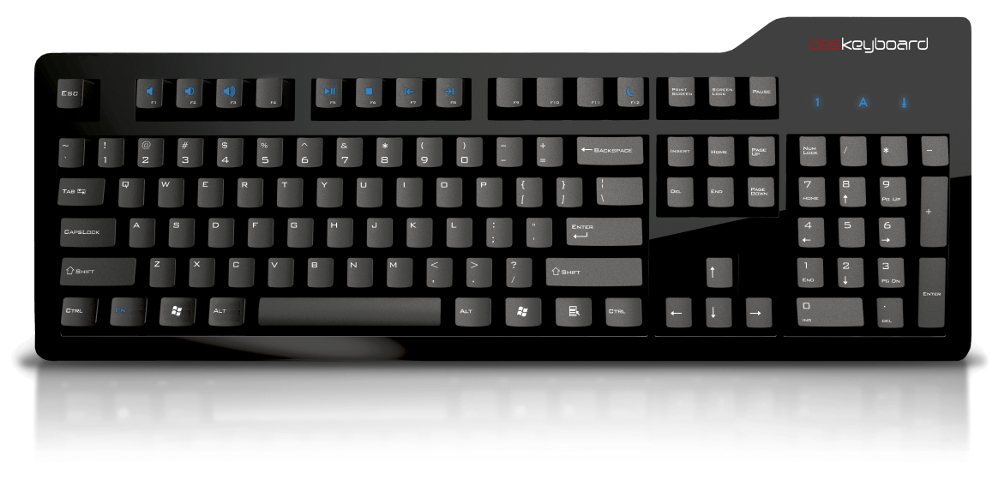 daskeyboard
Esc F1 F2 F3 F4 F5 F6 F7 F8 F9 F10 F11 F12 Print Screen Screen Lock Pause
1 A
~ ` ! 1 @ 2 # 3 $ 4 % 5 ^ 6 & 7 * 8 ( 9 ) 0 _ - + = ← Backspace Insert Home Page Up Num Lock / * -
Tab Q W E R T Y U I O P { [ } ] | \ Del End Page Down 7 Home 8 ↑ 9 Pg Up +
CapsLock A S D F G H J K L : ; " ' Enter 4 ← 5 6 →
⇧ Shift Z X C V B N M < , > . ? / ⇧ Shift ↑ 1 End 2 ↓ 3 Pg Dn Enter
Ctrl Alt Alt Ctrl ← ↓ → 0 Ins . Del